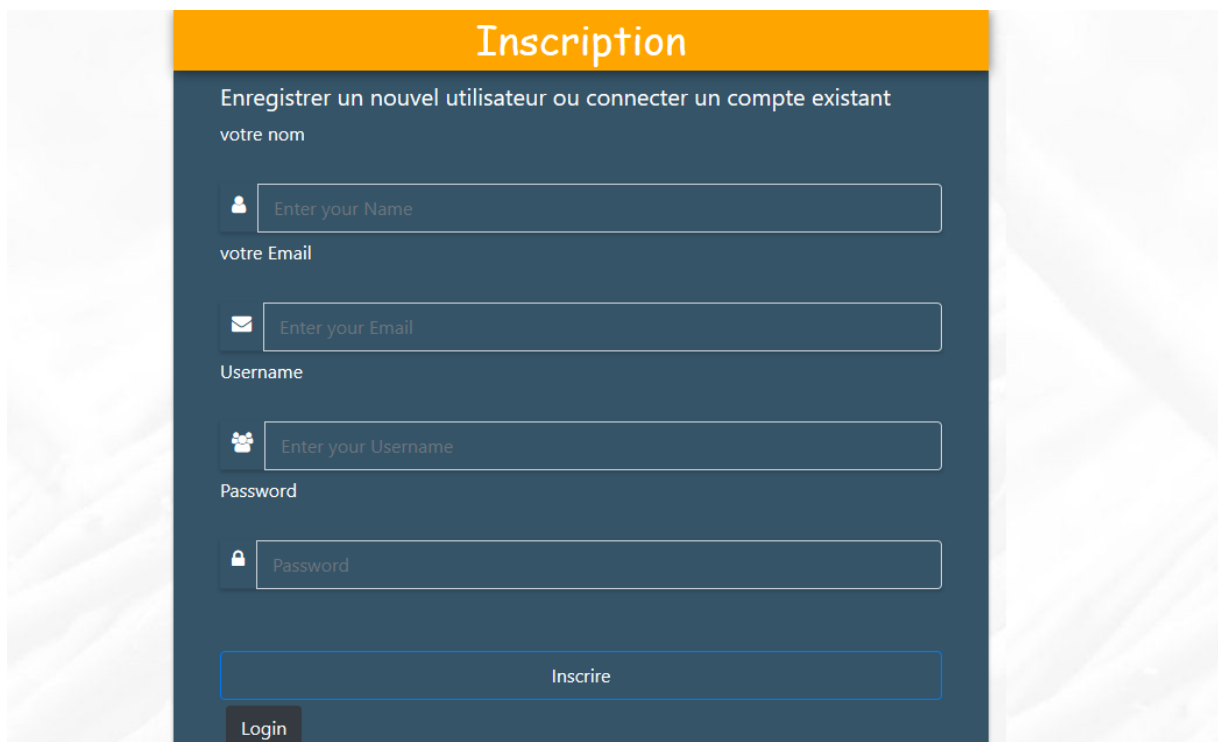 Inscription
Enregistrer un nouvel utilisateur ou connecter un compte existant
votre nom
Enter your Name
votre Email
Enter your Email
Username
Enter your Username
Password
Password
Inscrire
Login